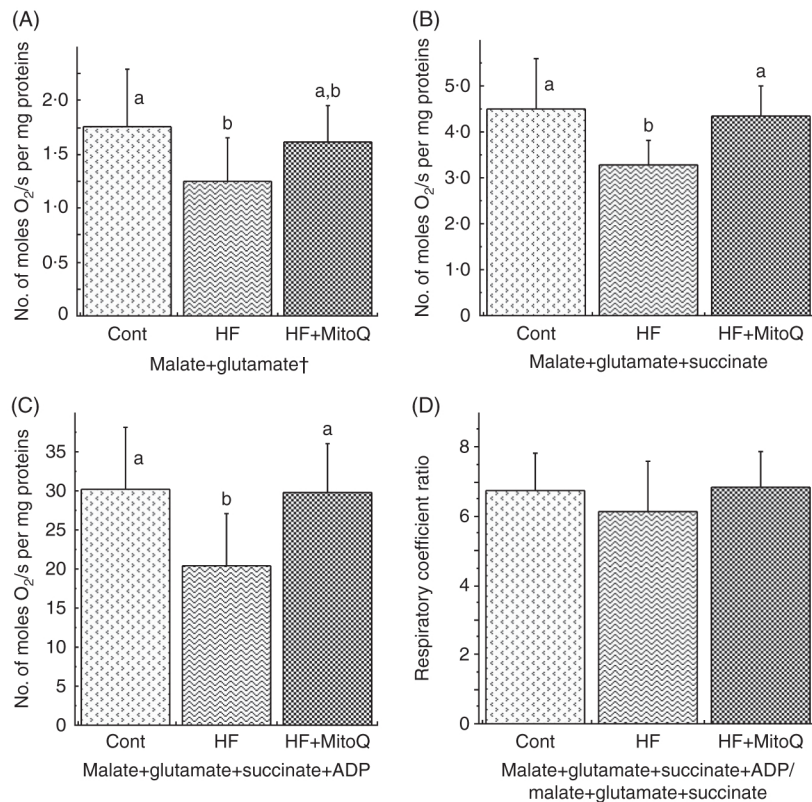 (A)
No. of moles O₂/s per mg proteins
2·0
1·5
1·0
0·5
0
a
b
a,b
Cont HF HF+MitoQ
Malate+glutamate†
(B)
No. of moles O₂/s per mg proteins
5·0
4·0
3·0
2·0
1·0
0
a
b
a
Cont HF HF+MitoQ
Malate+glutamate+succinate
(C)
No. of moles O₂/s per mg proteins
35
30
25
20
15
10
5
0
a
b
a
Cont HF HF+MitoQ
Malate+glutamate+succinate+ADP
(D)
Respiratory coefficient ratio
8
6
4
2
0
Cont HF HF+MitoQ
Malate+glutamate+succinate+ADP/
malate+glutamate+succinate